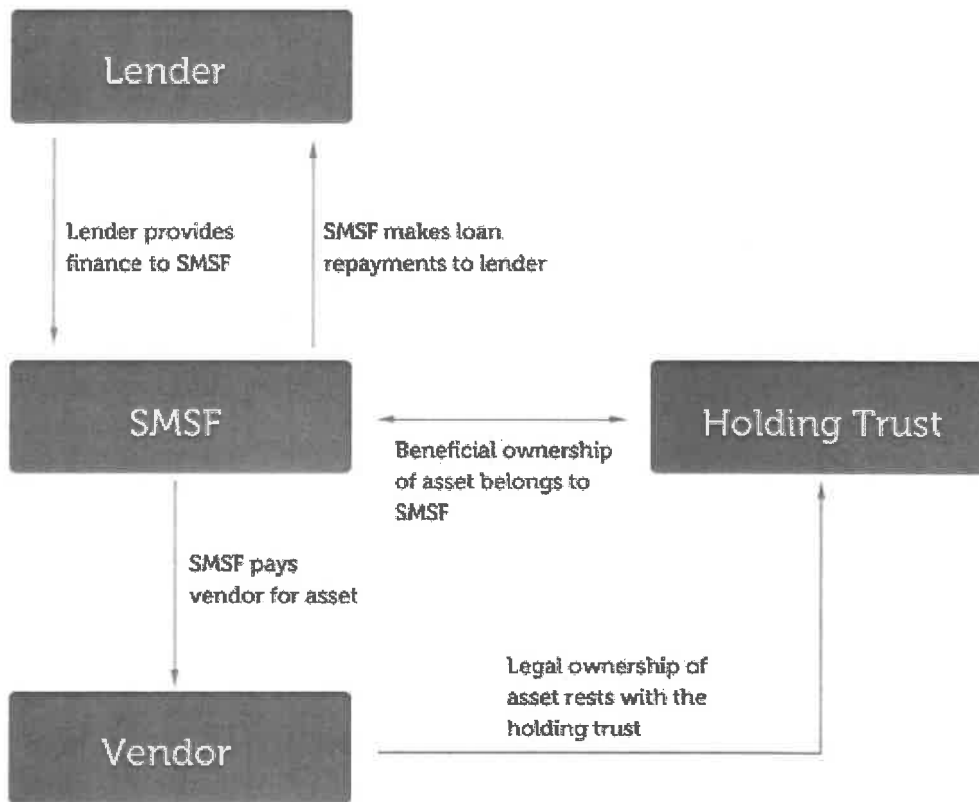 Lender
Lender provides
finance to SMSF
SMSF makes loan
repayments to lender
SMSF
Holding Trust
Beneficial ownership
of asset belongs to
SMSF
SMSF pays
vendor for asset
Legal ownership of
asset rests with the
holding trust
Vendor